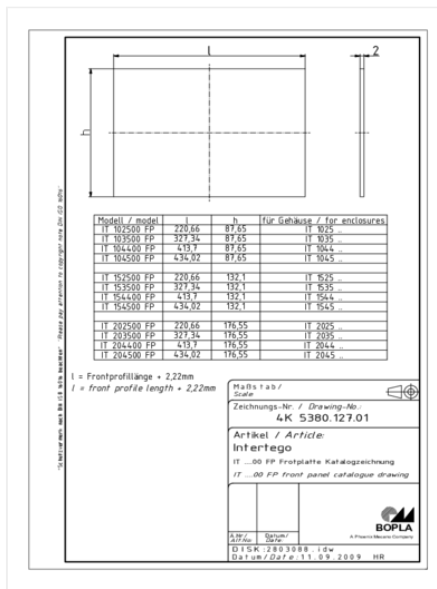 l
2
h
Modell / model l h für Gehäuse / for enclosures
IT 102500 FP 220,66 87,65 IT 1025 ..
IT 103500 FP 327,34 87,65 IT 1035 ..
IT 104400 FP 413,7 87,65 IT 1044 ..
IT 104500 FP 434,02 87,65 IT 1045 ..
IT 152500 FP 220,66 132,1 IT 1525 ..
IT 153500 FP 327,34 132,1 IT 1535 ..
IT 154400 FP 413,7 132,1 IT 1544 ..
IT 154500 FP 434,02 132,1 IT 1545 ..
IT 202500 FP 220,66 176,55 IT 2025 ..
IT 203500 FP 327,34 176,55 IT 2035 ..
IT 204400 FP 413,7 176,55 IT 2044 ..
IT 204500 FP 434,02 176,55 IT 2045 ..
l = Frontprofillänge + 2,22mm
l = front profile length + 2,22mm
Maßstab/
Scale:
Zeichnungs-Nr. / Drawing-No.:
4K 5380.127.01
Artikel / Article:
Intertego
IT ...00 FP Frotplatte Katalogzeichnung
IT ...00 FP front panel catalogue drawing
BOPLA
A Phoenix Mecano Company
Ä.Nr./ Datum/
Alt.No. Date:
DISK:2803088.idw
Datum/Date:11.09.2009 HR